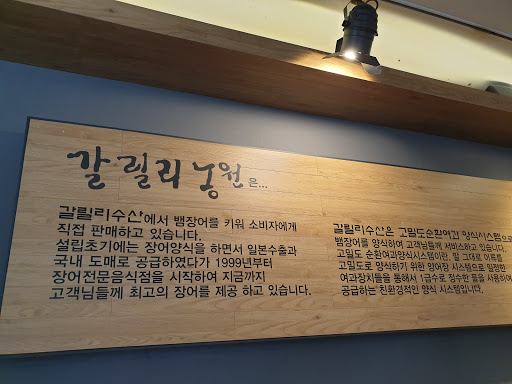 갈릴리농원은...
갈릴리수산에서 뱀장어를 키워 소비자에게
직접 판매하고 있습니다.
설립초기에는 장어양식을 하면서 일본수출과
국내 도매로 공급하였다가 1999년부터
장어전문음식점을 시작하여 지금까지
고객님들께 최고의 장어를 제공 하고 있습니다.
갈릴리수산은 고밀도순환여과 양식시스템으로
뱀장어를 양식하여 고객님들께 서비스하고 있습니다.
고밀도 순환여과양식시스템이란, 말 그대로 어류를
고밀도로 양식하기 위한 양어장 시스템으로 일정한
여과장치들을 통해서 1급수로 정수한 물을 사용하여
공급하는 친환경적인 양식 시스템입니다.